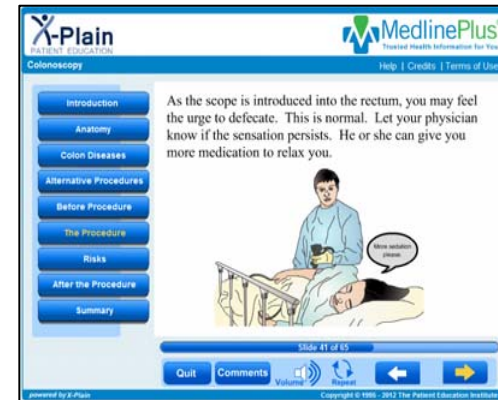 X-Plain
PATIENT EDUCATION
MedlinePlus
Trusted Health Information for You
Colonoscopy
Help | Credits | Terms of Use
Introduction
Anatomy
Colon Diseases
Alternative Procedures
Before Procedure
The Procedure
Risks
After the Procedure
Summary
As the scope is introduced into the rectum, you may feel
the urge to defecate. This is normal. Let your physician
know if the sensation persists. He or she can give you
more medication to relax you.
More sedation
please.
Slide 41 of 65
Quit
Comments
Volume
Repeat
powered by X-Plain
Copyright © 1995 - 2012 The Patient Education Institute